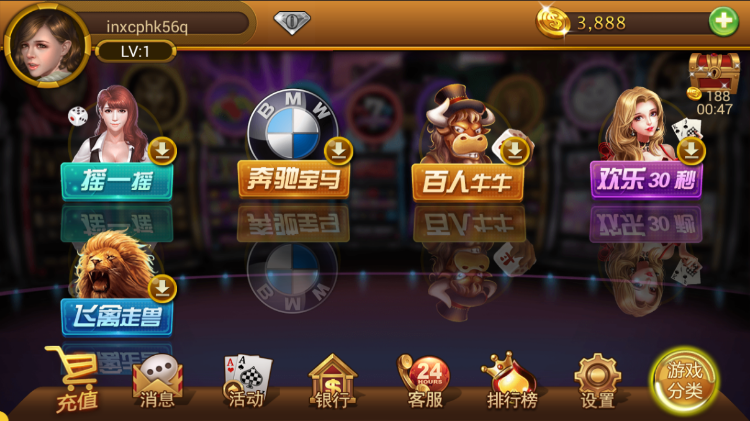 inxcphk56q
0
3,888
LV:1
188
00:47
BMW
摇一摇
奔驰宝马
百人牛牛
欢乐30秒
飞禽走兽
A A
24
HOURS
充值
消息
活动
银行
客服
排行榜
设置
游戏
分类